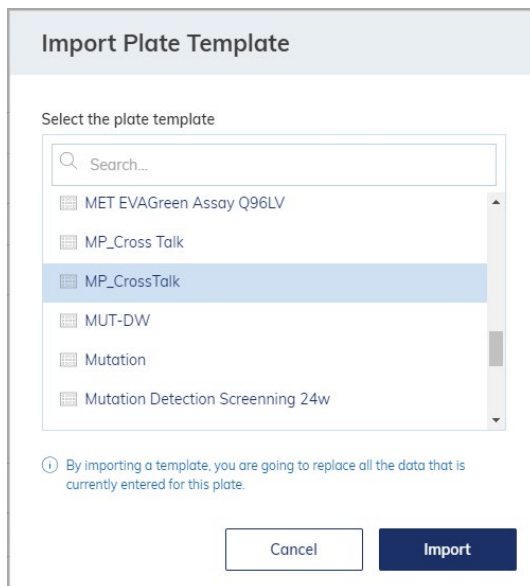 Import Plate Template
Select the plate template
Search...
MET EVAGreen Assay Q96LV
MP_Cross Talk
MP_CrossTalk
MUT-DW
Mutation
Mutation Detection Screenning 24w
By importing a template, you are going to replace all the data that is
currently entered for this plate.
Cancel
Import